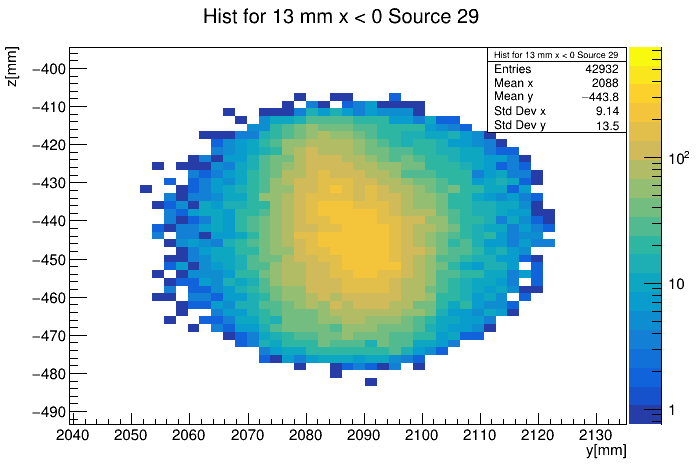 Hist for 13 mm x < 0 Source 29
z[mm]
Hist for 13 mm x < 0 Source 29
Entries 42932
Mean x 2088
Mean y −443.8
Std Dev x 9.14
Std Dev y 13.5
−400
−410
−420
−430
−440
−450
−460
−470
−480
−490
10²
10
1
2040 2050 2060 2070 2080 2090 2100 2110 2120 2130
y[mm]